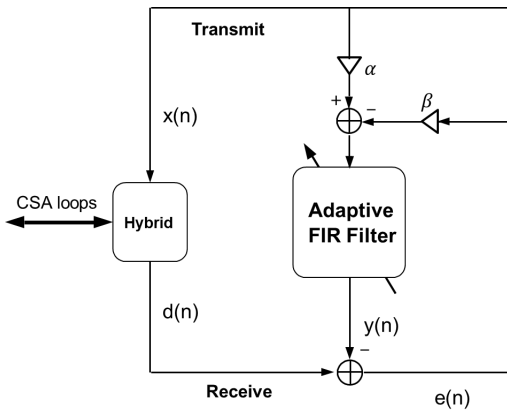 Transmit
α
+
−
β
x(n)
CSA loops
Hybrid
Adaptive
FIR Filter
d(n)
y(n)
−
Receive
e(n)